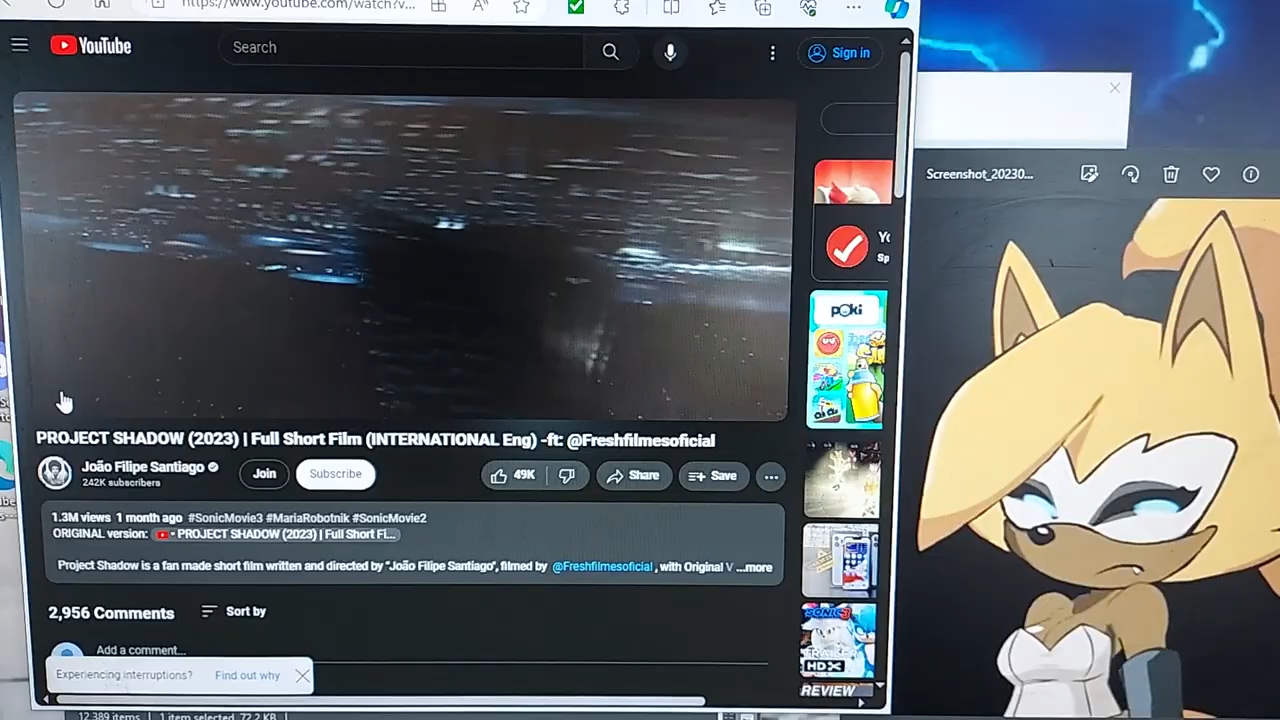 https://www.youtube.com/watch?v...
YouTube
Search
Sign in
Screenshot_20230...
poki
PROJECT SHADOW (2023) | Full Short Film (INTERNATIONAL Eng) -ft: @Freshfilmesoficial
João Filipe Santiago
242K subscribers
Join
Subscribe
49K
Share
Save
1.3M views 1 month ago #SonicMovie3 #MariaRobotnik #SonicMovie2
ORIGINAL version: PROJECT SHADOW (2023) | Full Short Fi...
Project Shadow is a fan made short film written and directed by "João Filipe Santiago", filmed by @Freshfilmesoficial , with Original V ...more
2,956 Comments
Sort by
Add a comment...
Experiencing interruptions?
Find out why
SONIC 3
TRAILER
HD
REVIEW
12,389 items
1 item selected 72.2 KB